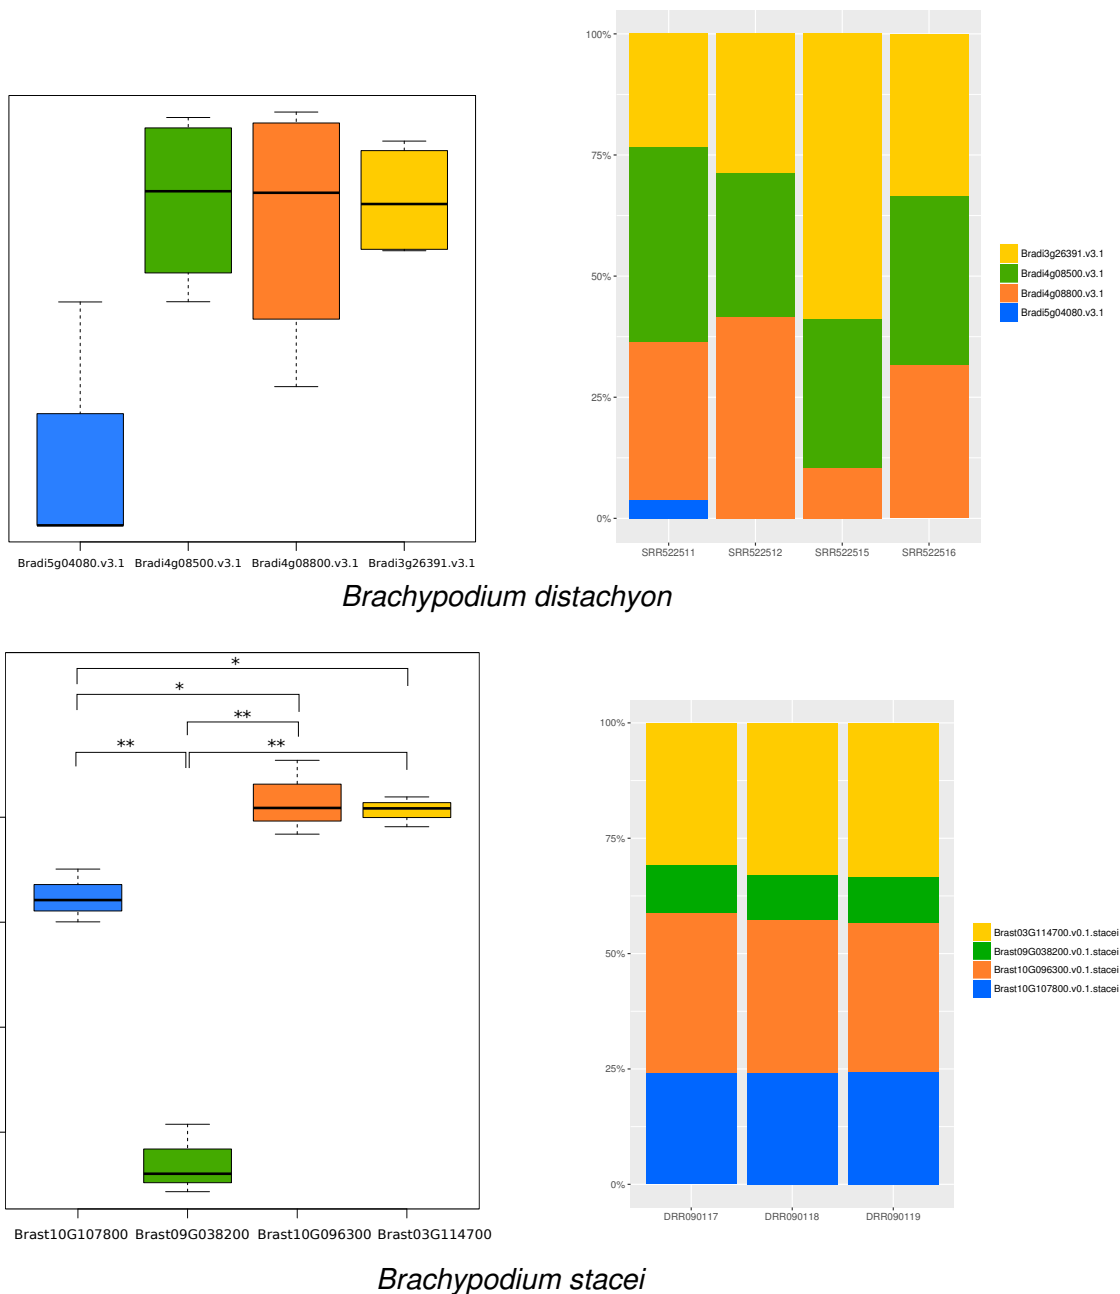 100%
75%
50%
25%
0%
SRR522511 SRR522512 SRR522515 SRR522516
Bradi3g26391.v3.1
Bradi4g08500.v3.1
Bradi4g08800.v3.1
Bradi5g04080.v3.1
Bradi5g04080.v3.1 Bradi4g08500.v3.1 Bradi4g08800.v3.1 Bradi3g26391.v3.1
Brachypodium distachyon
*
*
**
** **
Brast10G107800 Brast09G038200 Brast10G096300 Brast03G114700
100%
75%
50%
25%
0%
DRR090117 DRR090118 DRR090119
Brast03G114700.v0.1.stacei
Brast09G038200.v0.1.stacei
Brast10G096300.v0.1.stacei
Brast10G107800.v0.1.stacei
Brachypodium stacei